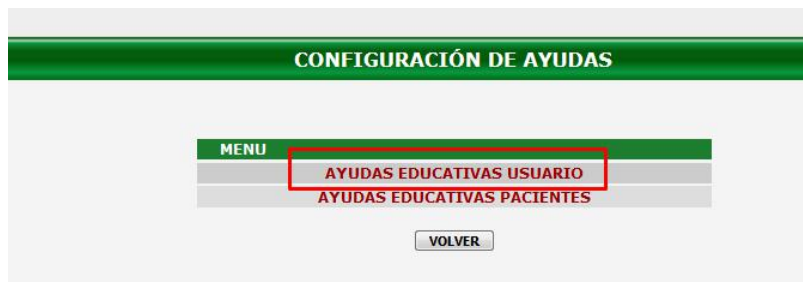 CONFIGURACIÓN DE AYUDAS
MENU
AYUDAS EDUCATIVAS USUARIO
AYUDAS EDUCATIVAS PACIENTES
VOLVER